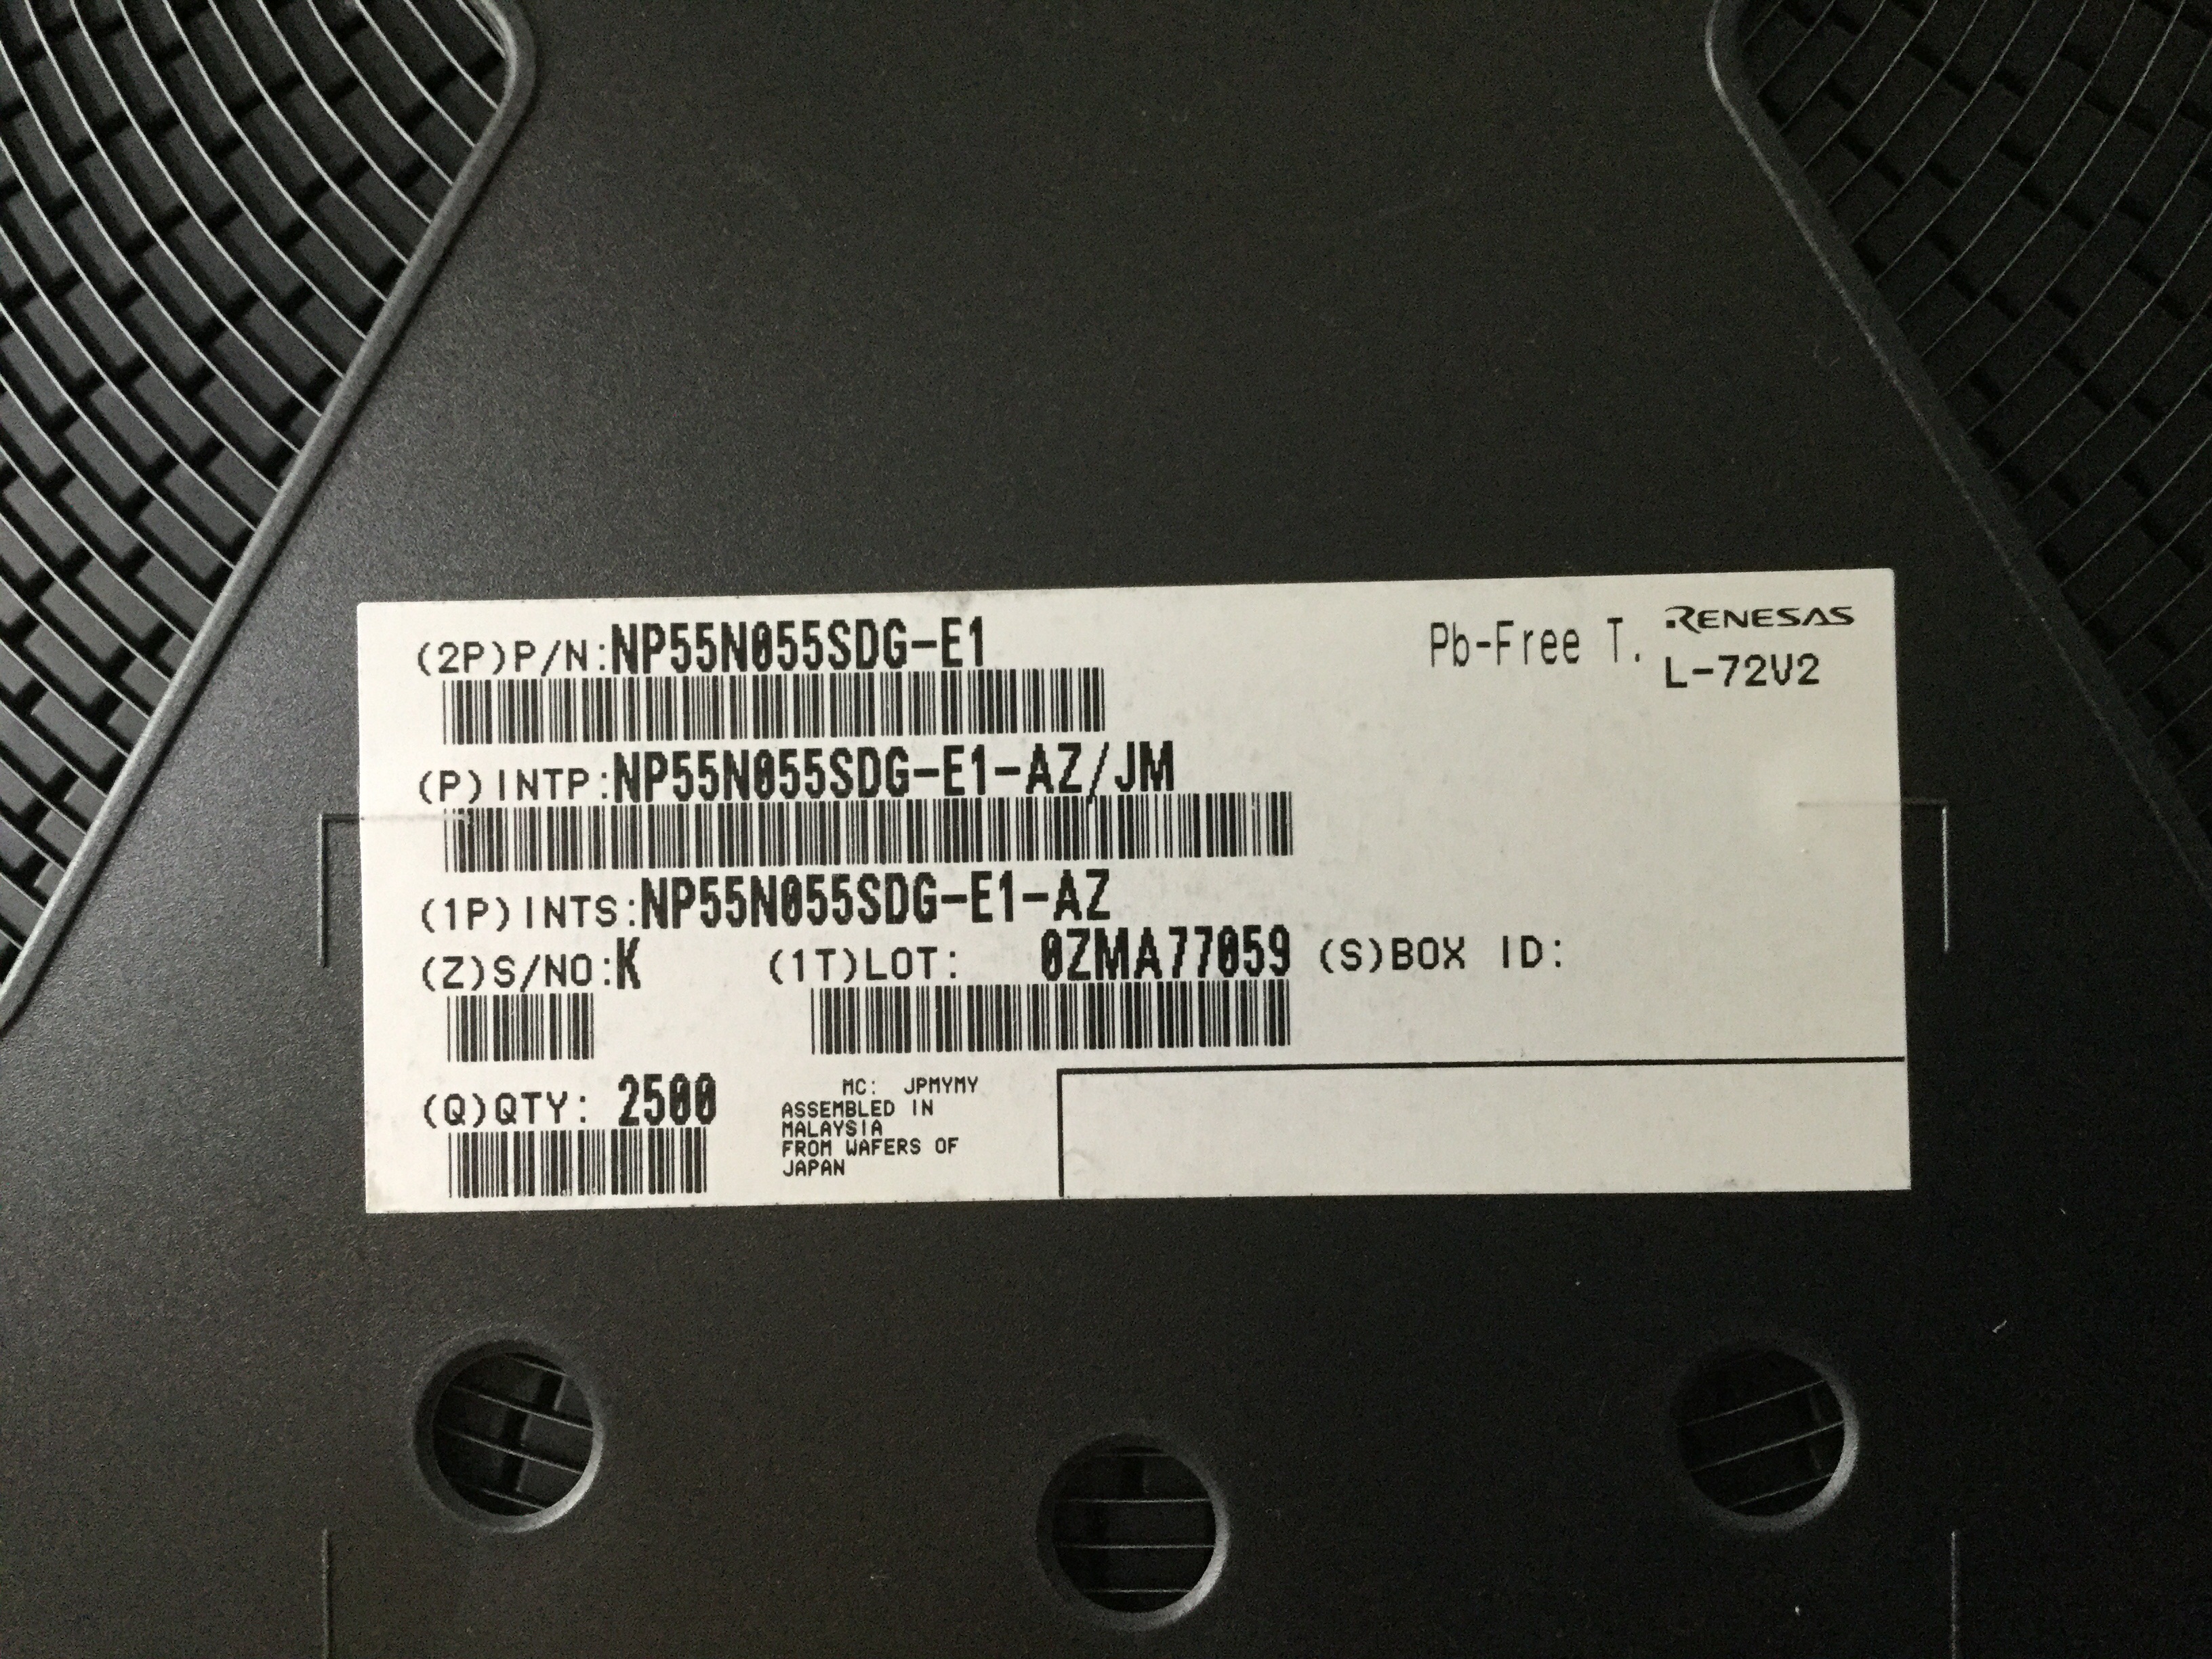 (2P)P/N:NP55N055SDG-E1
Pb-Free T.
RENESAS
L-72V2
(P)INTP:NP55N055SDG-E1-AZ/JM
(1P)INTS:NP55N055SDG-E1-AZ
(Z)S/NO:K
(1T)LOT: 0ZMA77059
(S)BOX ID:
(Q)QTY: 2500
MC: JPMYMY
ASSEMBLED IN
MALAYSIA
FROM WAFERS OF
JAPAN